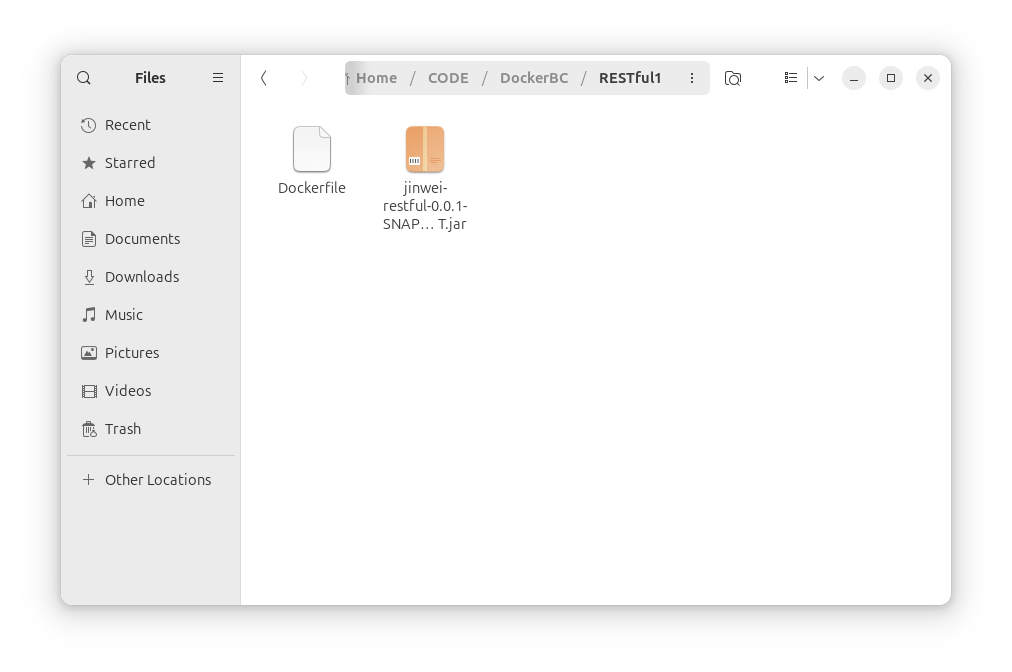 Files
Home / CODE / DockerBC / RESTful1
Recent
Starred
Home
Documents
Downloads
Music
Pictures
Videos
Trash
Other Locations
Dockerfile
jinwei-
restful-0.0.1-
SNAP… T.jar